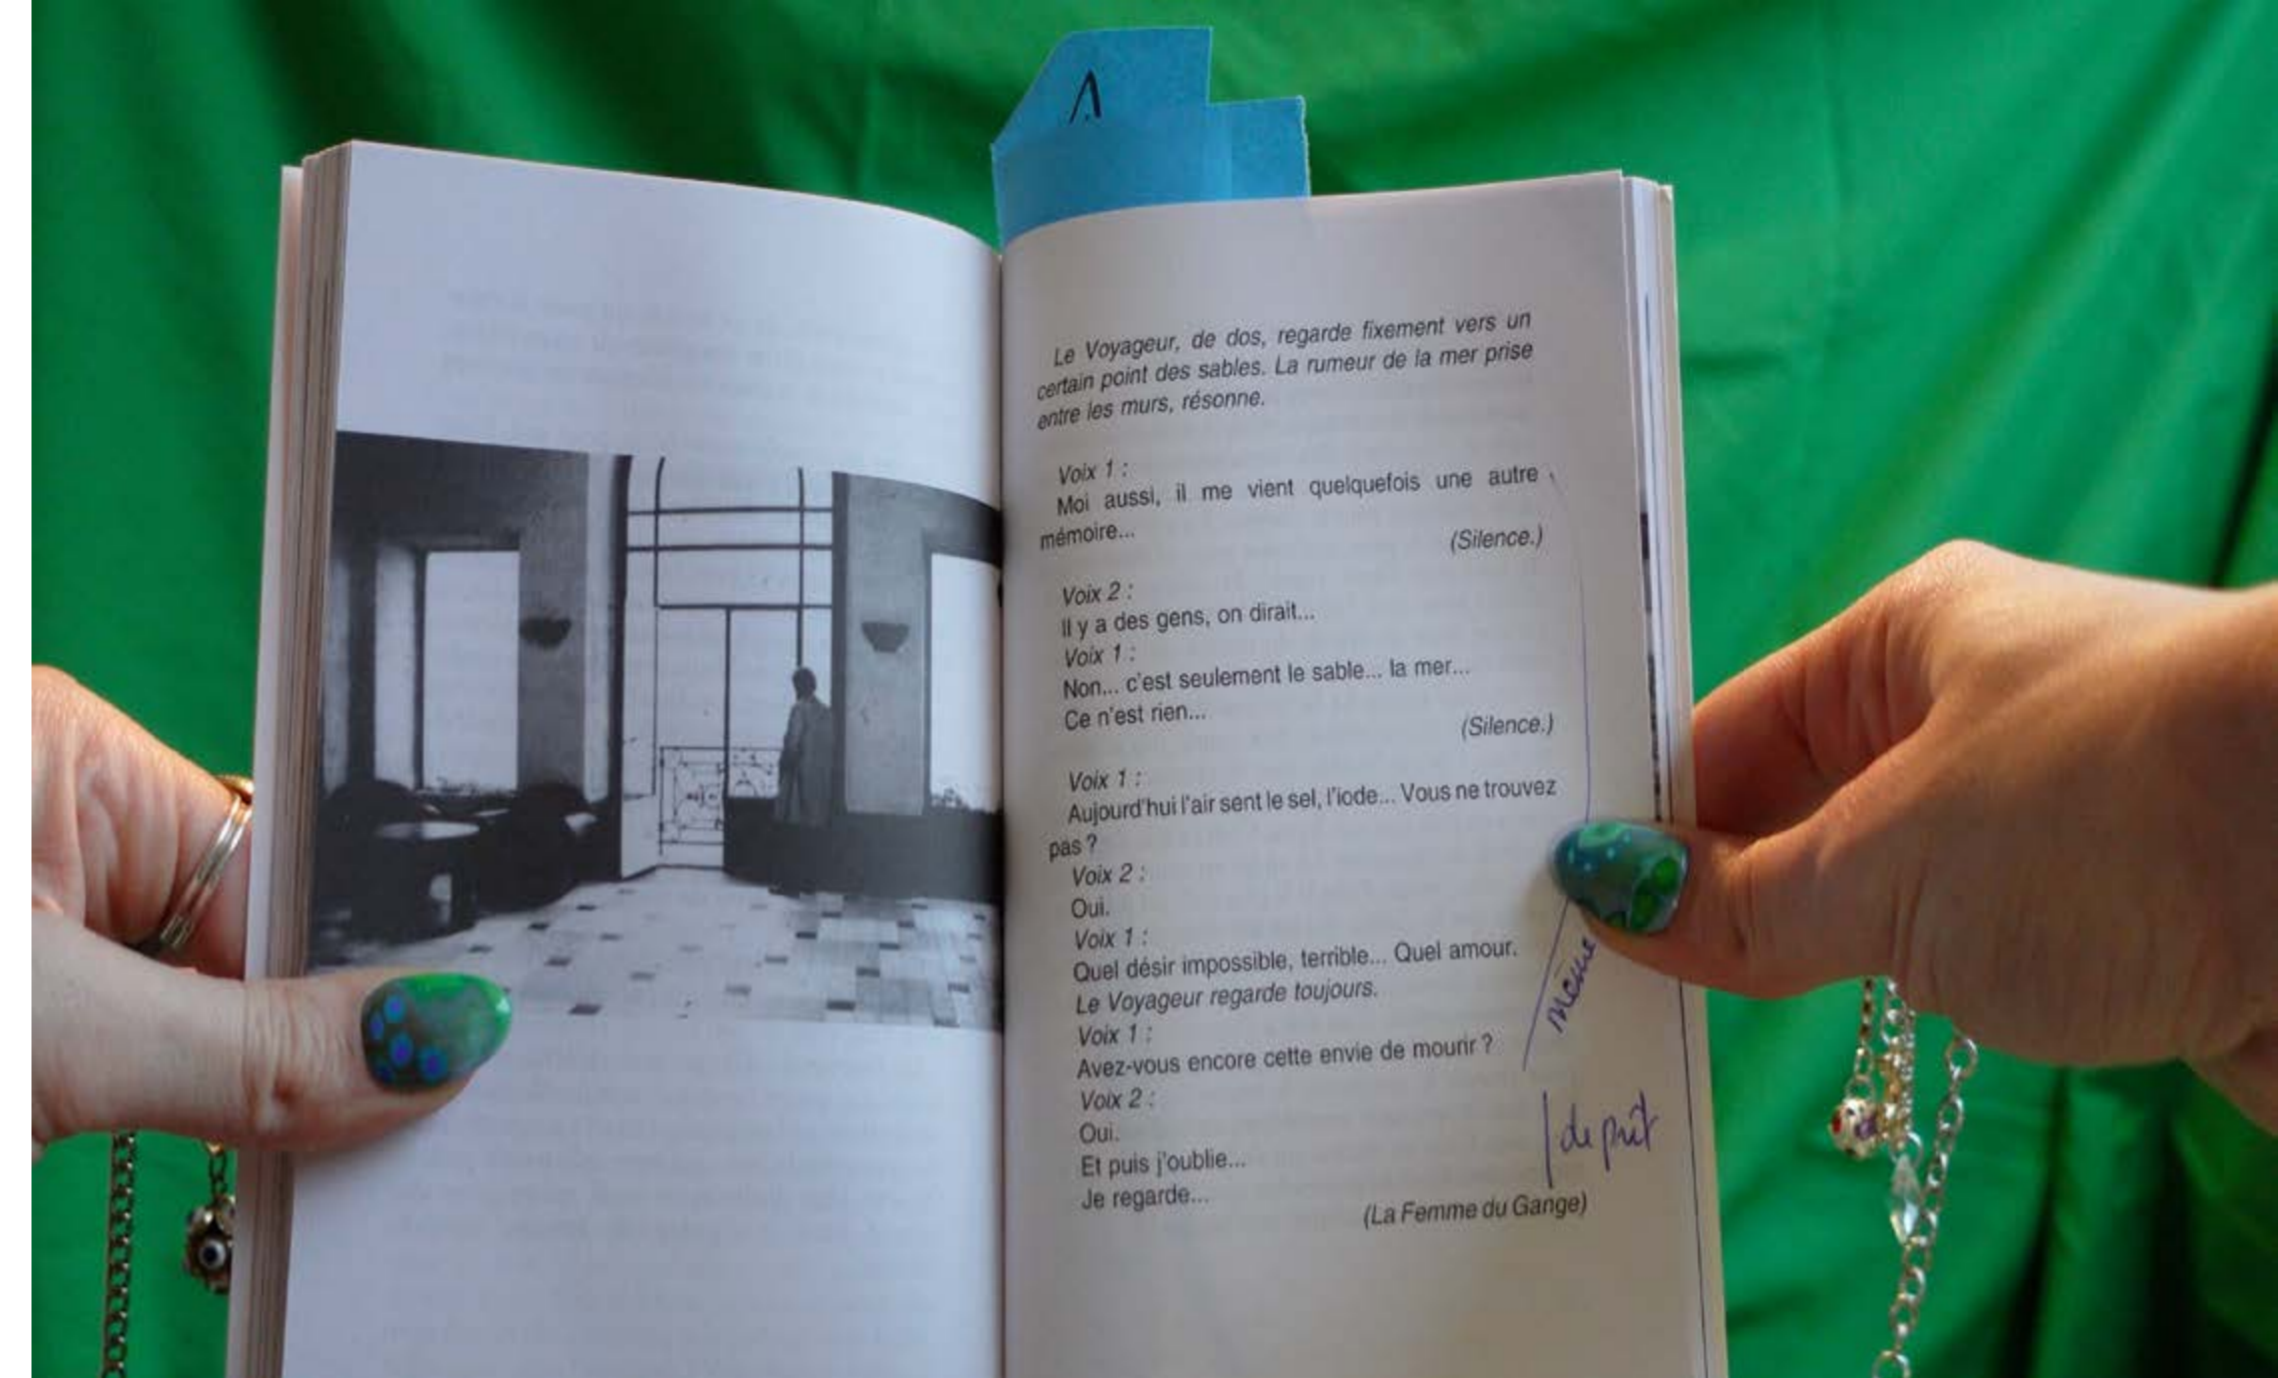 Λ
Le Voyageur, de dos, regarde fixement vers un
certain point des sables. La rumeur de la mer prise
entre les murs, résonne.
Voix 1 :
Moi aussi, il me vient quelquefois une autre
mémoire...
(Silence.)
Voix 2 :
Il y a des gens, on dirait...
Voix 1 :
Non... c'est seulement le sable... la mer...
Ce n'est rien...
(Silence.)
Voix 1 :
Aujourd'hui l'air sent le sel, l'iode... Vous ne trouvez
pas ?
Voix 2 :
Oui.
Voix 1 :
Quel désir impossible, terrible... Quel amour.
Le Voyageur regarde toujours.
Voix 1 :
Avez-vous encore cette envie de mourir ?
Voix 2 :
Oui.
Et puis j'oublie...
Je regarde...
(La Femme du Gange)
même